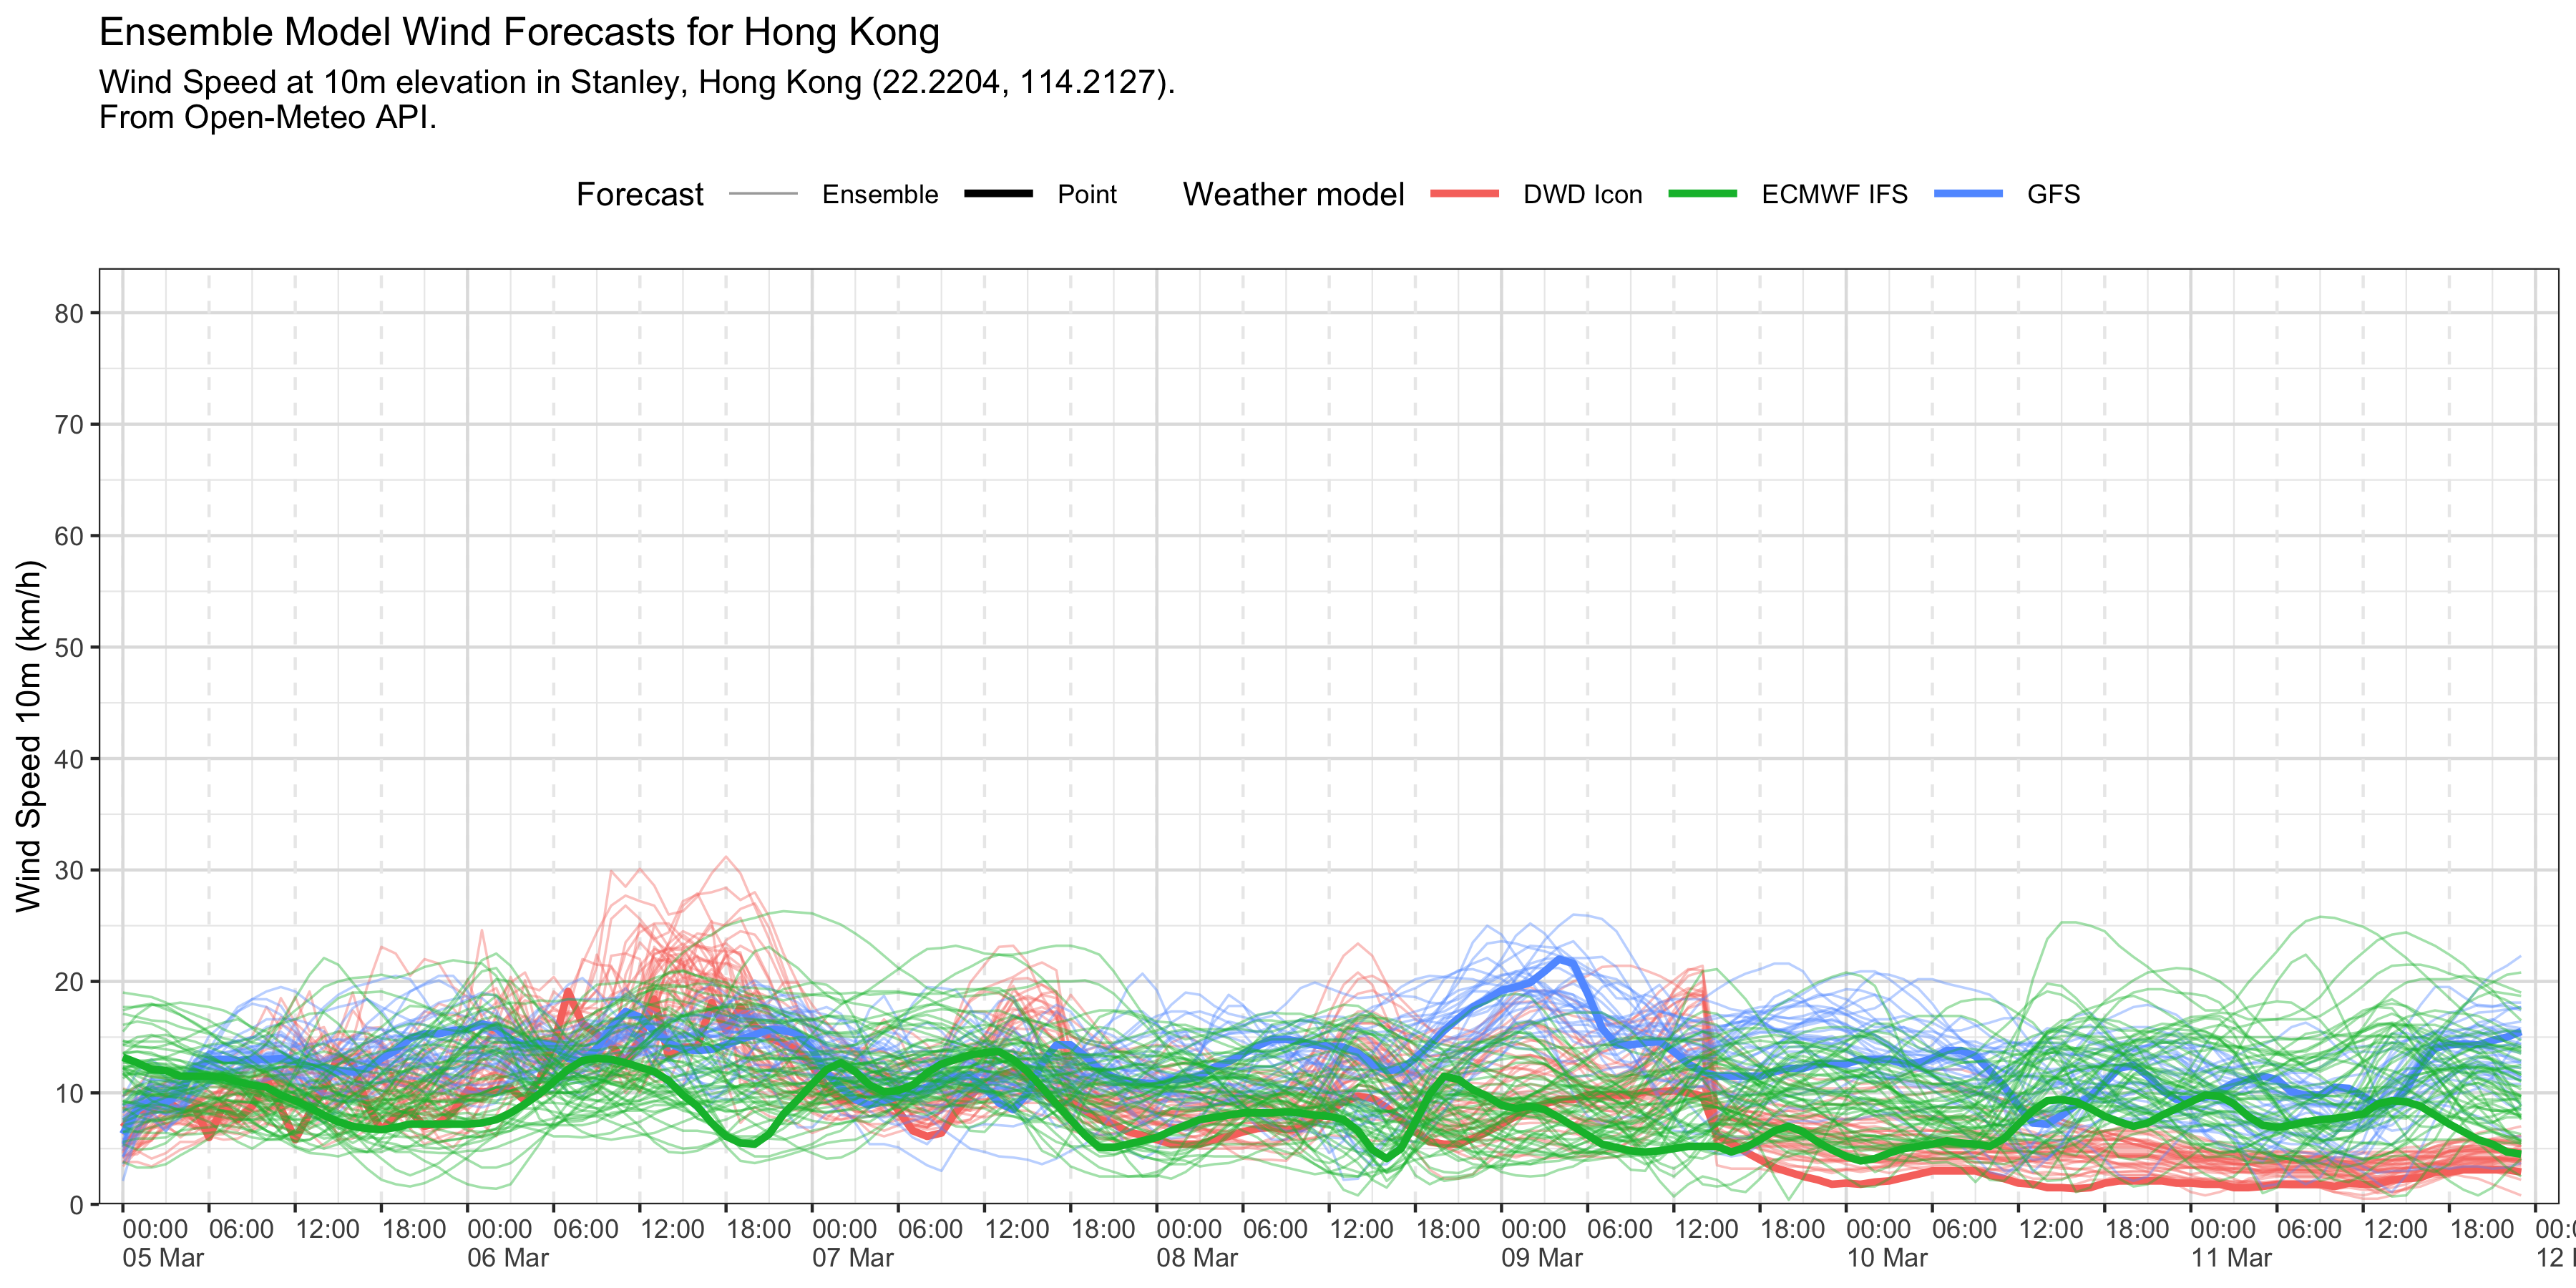 Ensemble Model Wind Forecasts for Hong Kong
Wind Speed at 10m elevation in Stanley, Hong Kong (22.2204, 114.2127).
From Open-Meteo API.
Forecast Ensemble Point Weather model DWD Icon ECMWF IFS GFS
Wind Speed 10m (km/h)
80
70
60
50
40
30
20
10
0
00:00 06:00 12:00 18:00 00:00 06:00 12:00 18:00 00:00 06:00 12:00 18:00 00:00 06:00 12:00 18:00 00:00 06:00 12:00 18:00 00:00 06:00 12:00 18:00 00:00 06:00 12:00 18:00
05 Mar 06 Mar 07 Mar 08 Mar 09 Mar 10 Mar 11 Mar 12